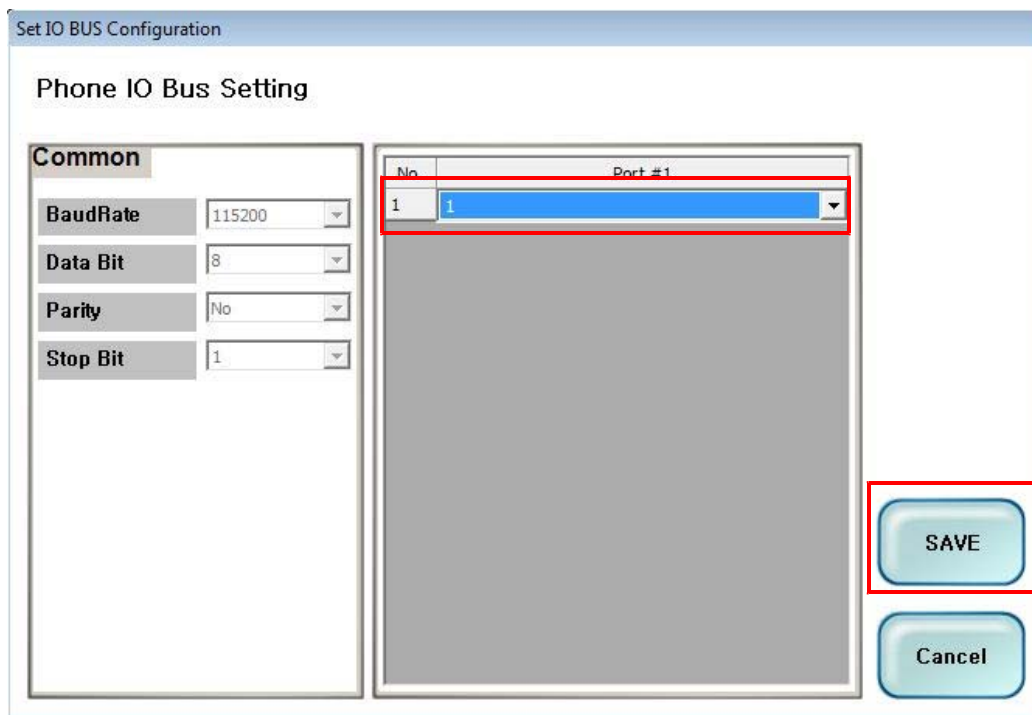 Set IO BUS Configuration
Phone IO Bus Setting
Common
BaudRate 115200
Data Bit 8
Parity No
Stop Bit 1
No Port #1
1 1
SAVE
Cancel